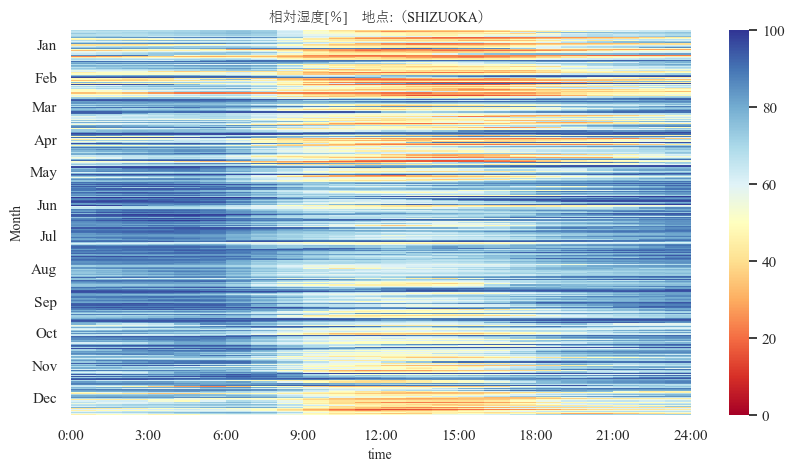 相対湿度[％]　地点:（SHIZUOKA）
Month
Jan
Feb
Mar
Apr
May
Jun
Jul
Aug
Sep
Oct
Nov
Dec
0:00 3:00 6:00 9:00 12:00 15:00 18:00 21:00 24:00
time
100
80
60
40
20
0